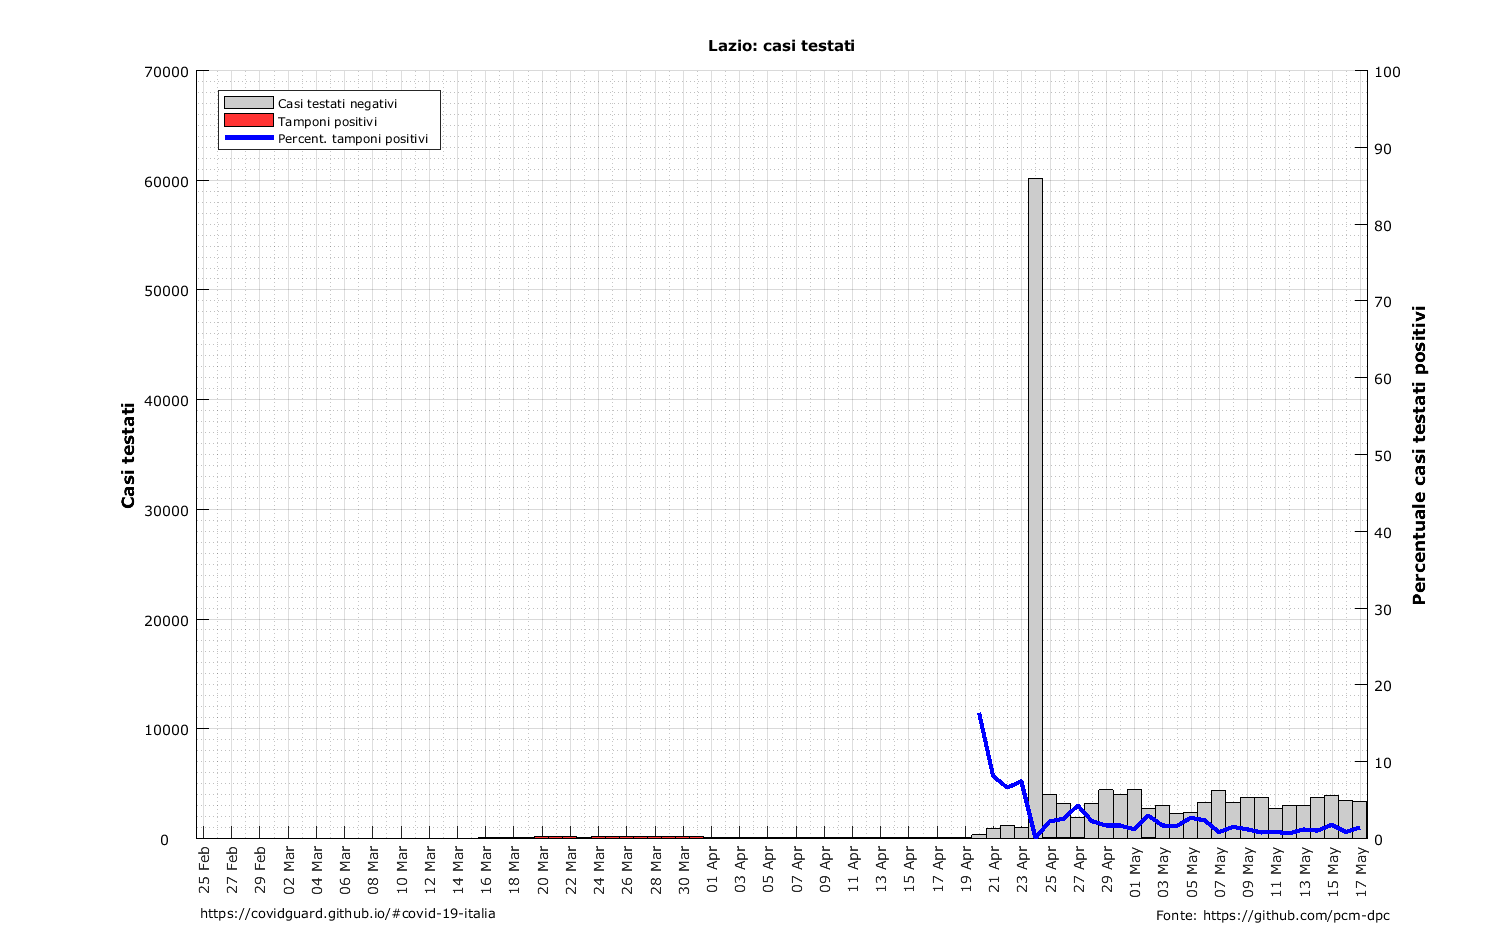 Lazio: casi testati
Casi testati negativi
Tamponi positivi
Percent. tamponi positivi
Casi testati
70000
60000
50000
40000
30000
20000
10000
0
100
90
80
70
60
50
40
30
20
10
0
Percentuale casi testati positivi
25 Feb
27 Feb
29 Feb
02 Mar
04 Mar
06 Mar
08 Mar
10 Mar
12 Mar
14 Mar
16 Mar
18 Mar
20 Mar
22 Mar
24 Mar
26 Mar
28 Mar
30 Mar
01 Apr
03 Apr
05 Apr
07 Apr
09 Apr
11 Apr
13 Apr
15 Apr
17 Apr
19 Apr
21 Apr
23 Apr
25 Apr
27 Apr
29 Apr
01 May
03 May
05 May
07 May
09 May
11 May
13 May
15 May
17 May
https://covidguard.github.io/#covid-19-italia
Fonte: https://github.com/pcm-dpc